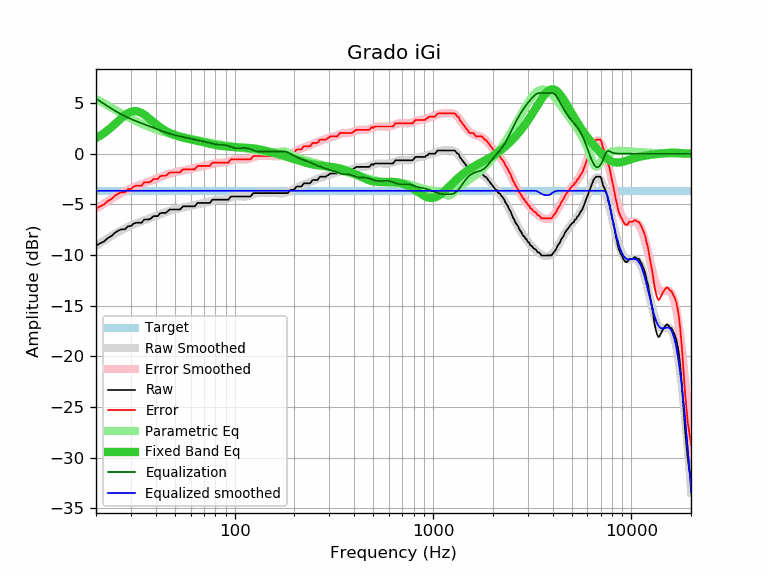 Grado iGi
Amplitude (dBr)
5
0
−5
−10
−15
−20
−25
−30
−35
Target
Raw Smoothed
Error Smoothed
Raw
Error
Parametric Eq
Fixed Band Eq
Equalization
Equalized smoothed
100
1000
10000
Frequency (Hz)